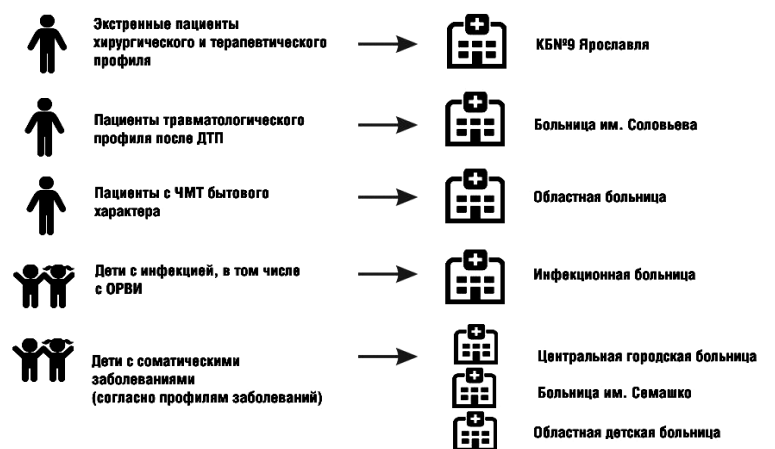 Экстренные пациенты
хирургического и терапевтического
профиля
КБ№9 Ярославля
Пациенты травматологического
профиля после ДТП
Больница им. Соловьева
Пациенты с ЧМТ бытового
характера
Областная больница
Дети с инфекцией, в том числе
с ОРВИ
Инфекционная больница
Дети с соматическими
заболеваниями
(согласно профилям заболеваний)
Центральная городская больница
Больница им. Семашко
Областная детская больница